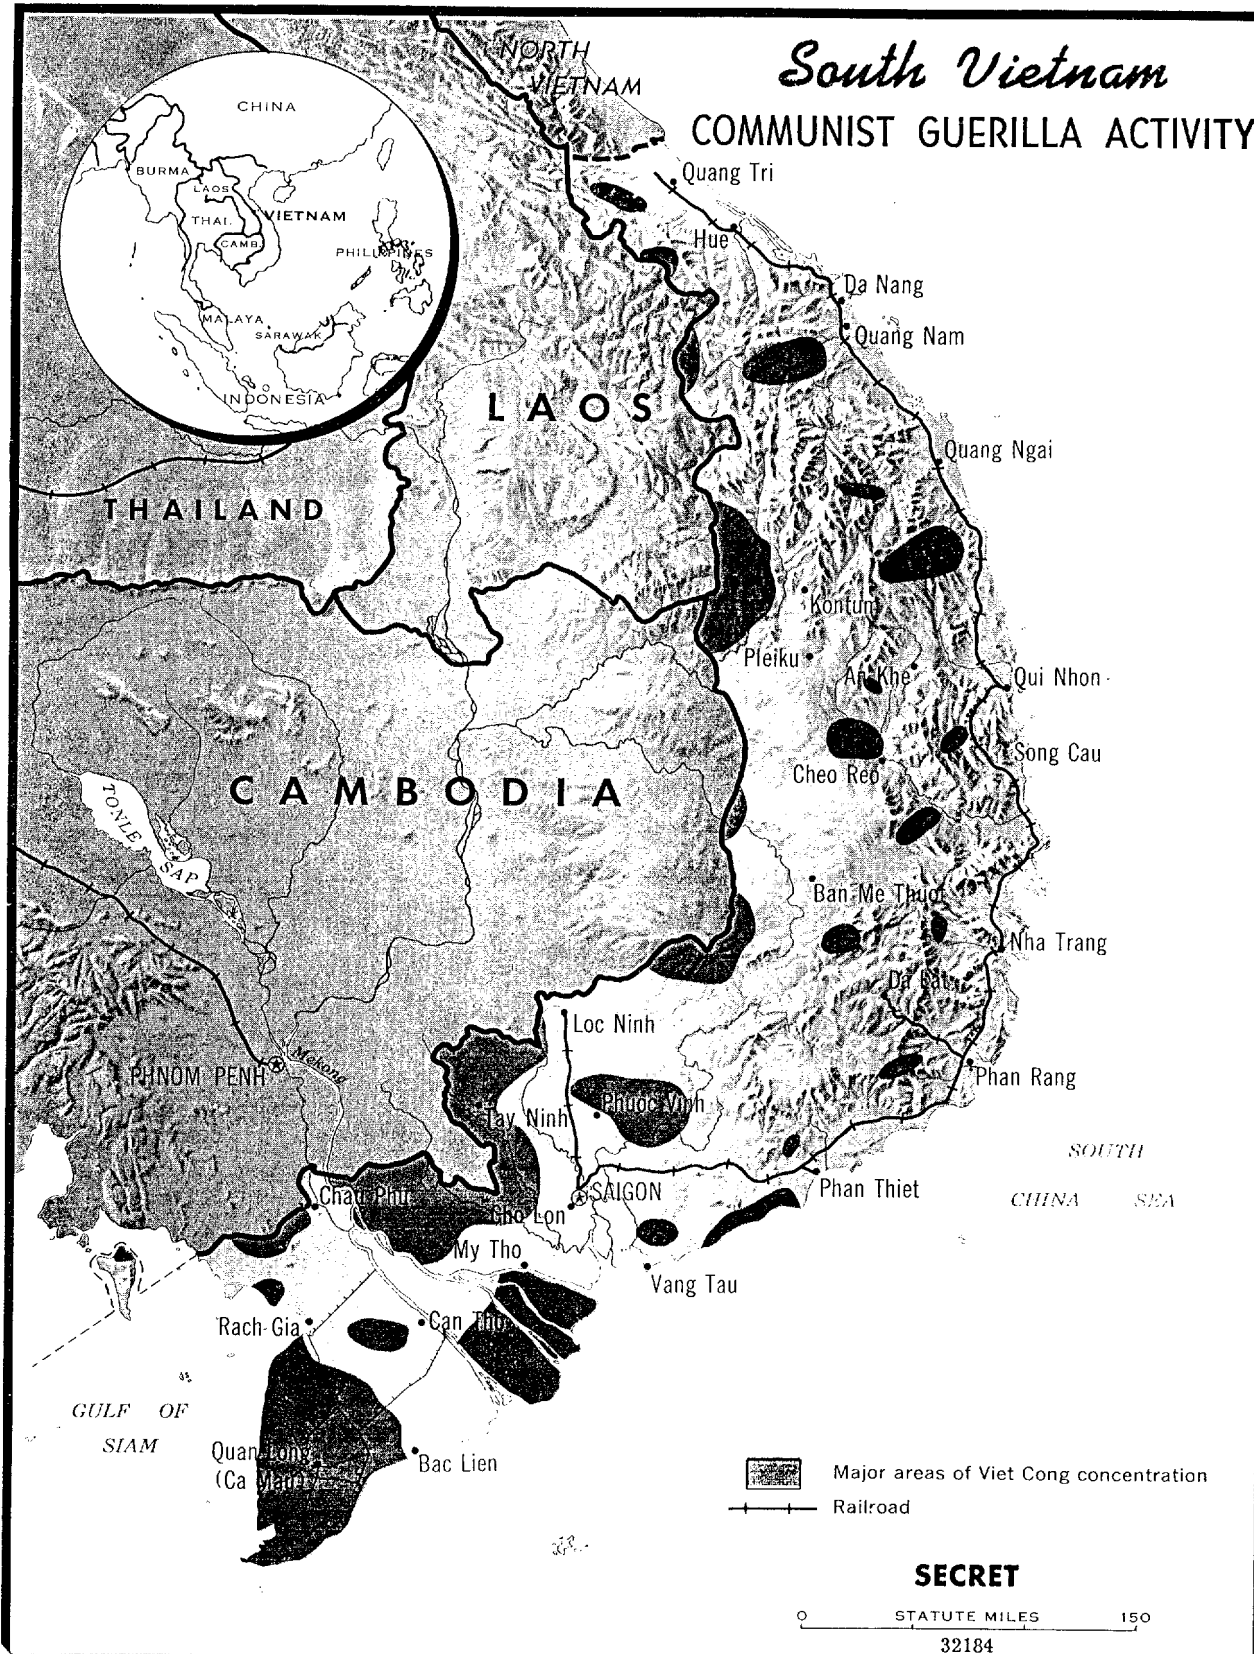 South Vietnam
COMMUNIST GUERILLA ACTIVITY
NORTH
VIETNAM
CHINA
BURMA
LAOS
THAI.
VIETNAM
CAMB.
PHILIPPINES
MALAYA
SARAWAK
INDONESIA
Quang Tri
Hue
Da Nang
Quang Nam
LAOS
Quang Ngai
THAILAND
Kontum
Pleiku
An Khe
Qui Nhon
Song Cau
Cheo Reo
CAMBODIA
TONLE
SAP
Ban Me Thuot
Nha Trang
Da Lat
Loc Ninh
PHNOM PENH
Mekong
Phan Rang
Tay Ninh
Phuoc Vinh
SOUTH
CHINA SEA
Chau Phu
SAIGON
Cho Lon
Phan Thiet
My Tho
Vang Tau
Rach Gia
Can Tho
GULF OF
SIAM
Quan Long
(Ca Mau)
Bac Lien
Major areas of Viet Cong concentration
Railroad
SECRET
0 STATUTE MILES 150
32184